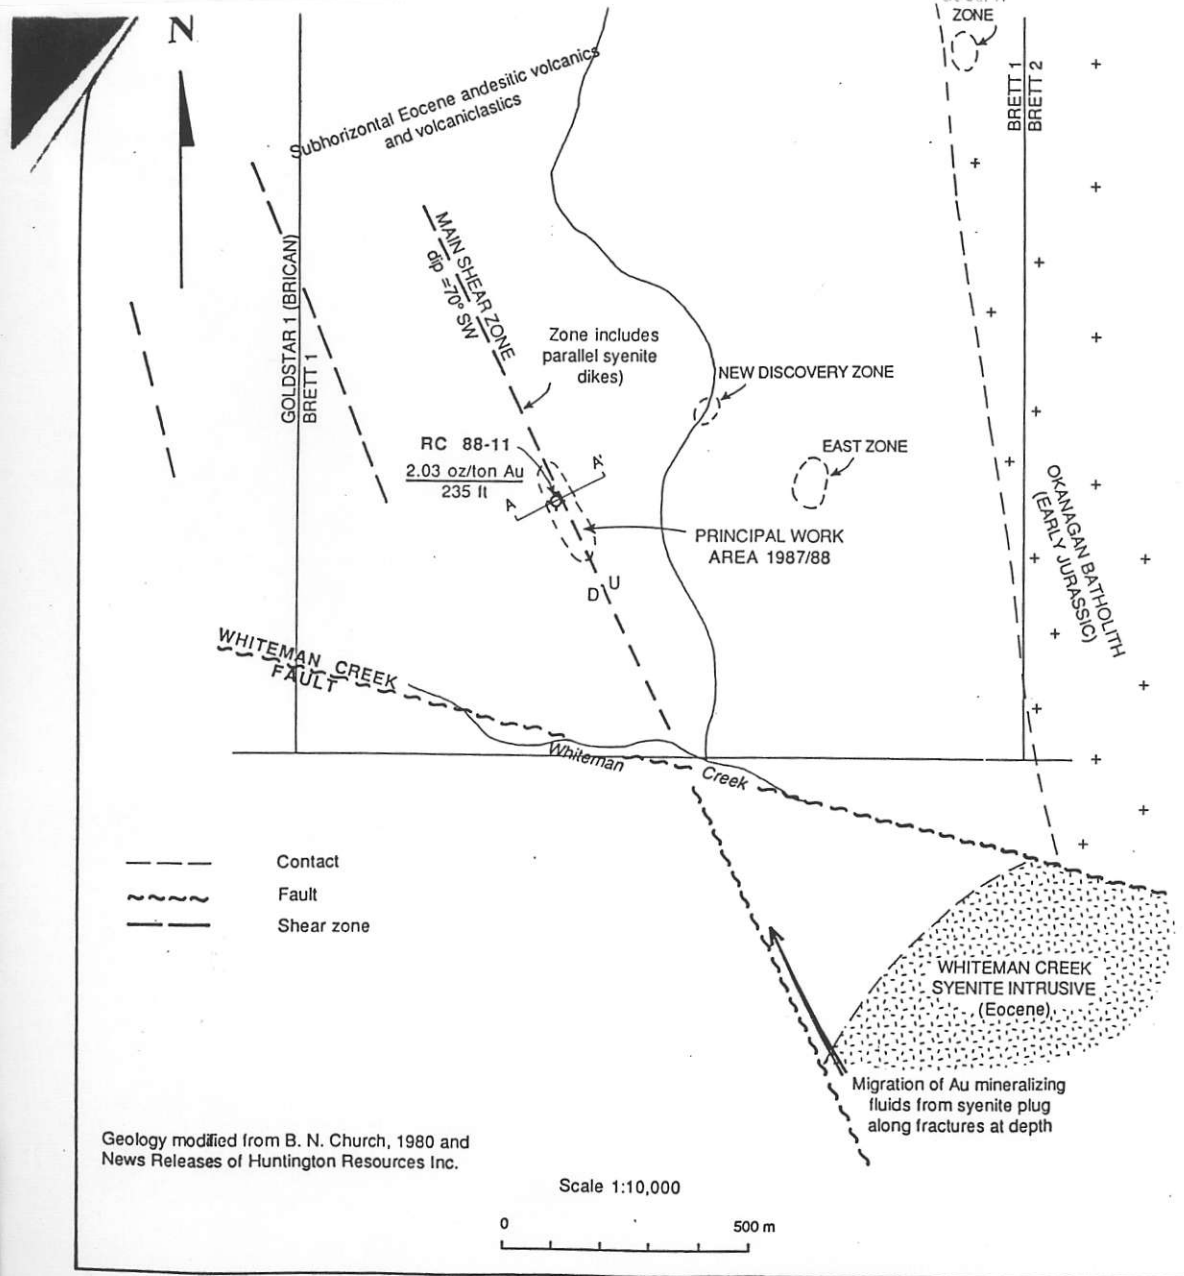 N
ZONE
BRETT 1
BRETT 2
Subhorizontal Eocene andesitic volcanics
and volcaniclastics
MAIN SHEAR ZONE
dip =70° SW
GOLDSTAR 1 (BRICAN)
BRETT 1
Zone includes
parallel syenite
dikes)
NEW DISCOVERY ZONE
RC 88-11
2.03 oz/ton Au
235 ft
A
A'
EAST ZONE
PRINCIPAL WORK
AREA 1987/88
D U
OKANAGAN BATHOLITH
(EARLY JURASSIC)
WHITEMAN CREEK
FAULT
Whiteman Creek
Contact
Fault
Shear zone
WHITEMAN CREEK
SYENITE INTRUSIVE
(Eocene)
Migration of Au mineralizing
fluids from syenite plug
along fractures at depth
Geology modified from B. N. Church, 1980 and
News Releases of Huntington Resources Inc.
Scale 1:10,000
0 500 m